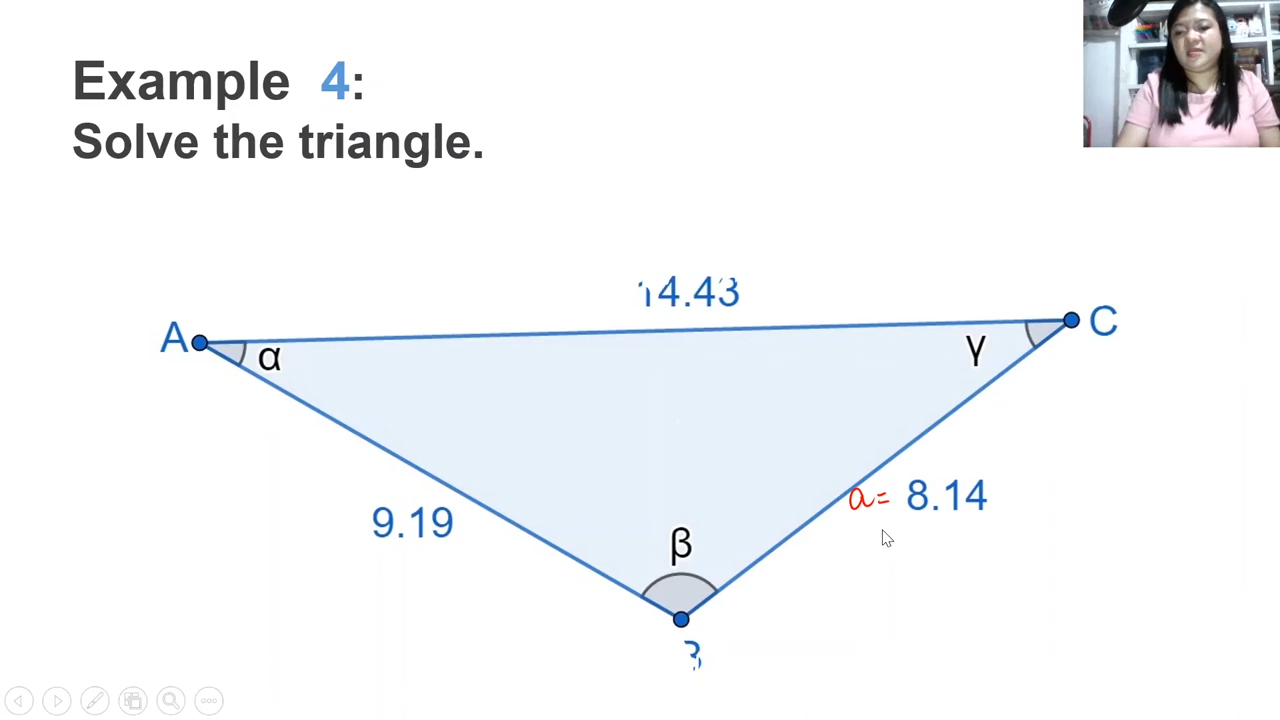 Example 4:
Solve the triangle.
14.43
A
α
γ
C
a= 8.14
9.19
β
B